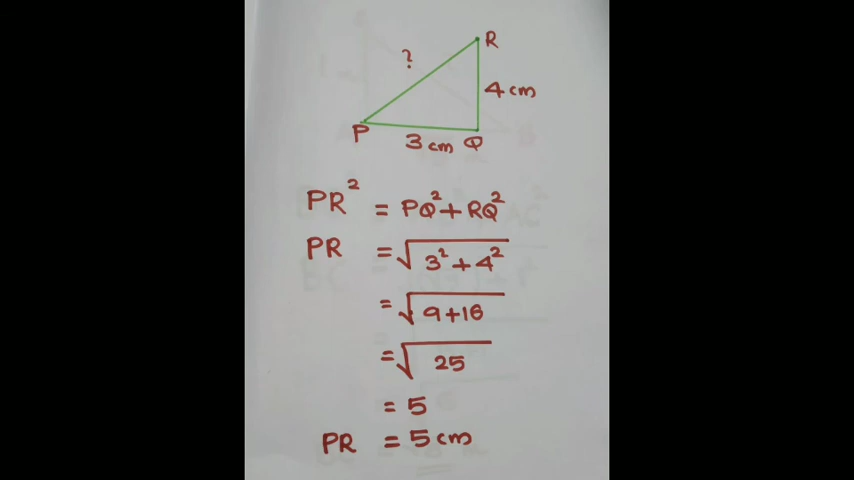 R
?
4 cm
P
3 cm Q
PR² = PQ² + RQ²
PR = √3² + 4²
= √9+16
= √25
= 5
PR = 5 cm